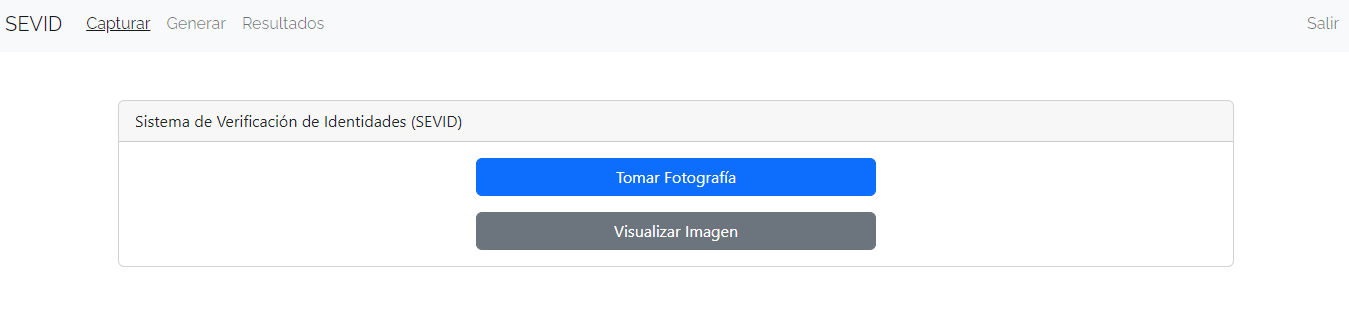 SEVID Capturar Generar Resultados Salir
Sistema de Verificación de Identidades (SEVID)
Tomar Fotografía
Visualizar Imagen